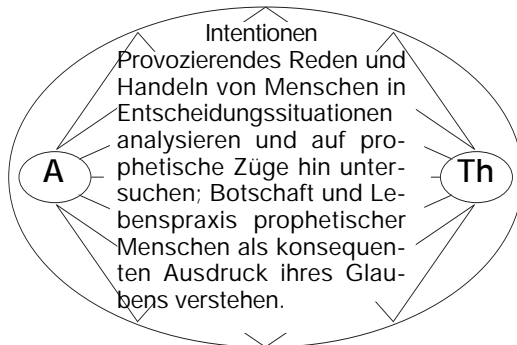 Intentionen
Provozierendes Reden und
Handeln von Menschen in
Entscheidungssituationen
analysieren und auf pro-
A phetische Züge hin unter- Th
suchen; Botschaft und Le-
benspraxis prophetischer
Menschen als konsequen-
ten Ausdruck ihres Glau-
bens verstehen.